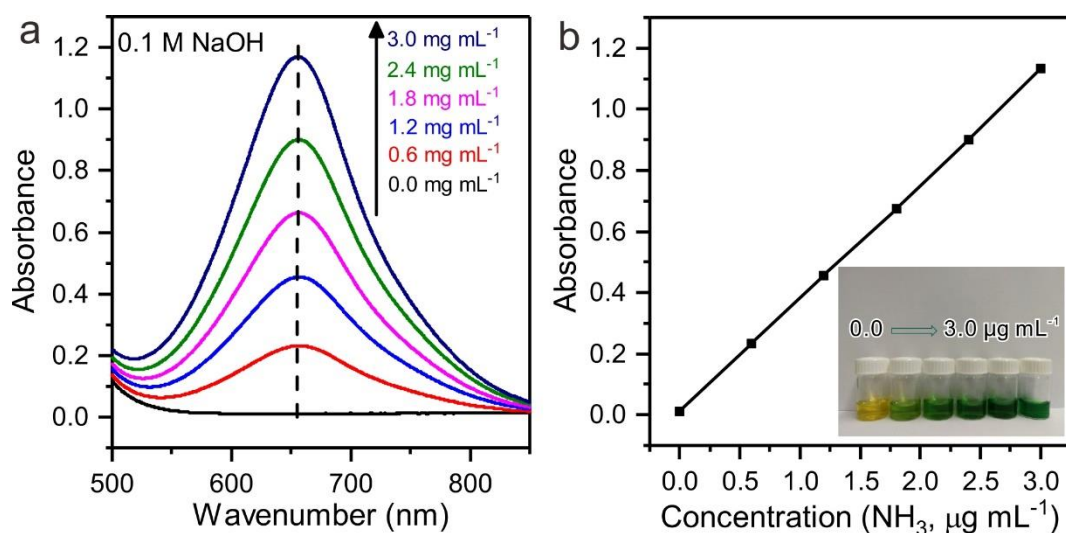 a
0.1 M NaOH
3.0 mg mL⁻¹
2.4 mg mL⁻¹
1.8 mg mL⁻¹
1.2 mg mL⁻¹
0.6 mg mL⁻¹
0.0 mg mL⁻¹
Absorbance
1.2
1.0
0.8
0.6
0.4
0.2
0.0
500
600
700
800
Wavenumber (nm)
b
Absorbance
1.2
1.0
0.8
0.6
0.4
0.2
0.0
0.0 3.0 µg mL⁻¹
0.0
0.5
1.0
1.5
2.0
2.5
3.0
Concentration (NH₃, µg mL⁻¹)